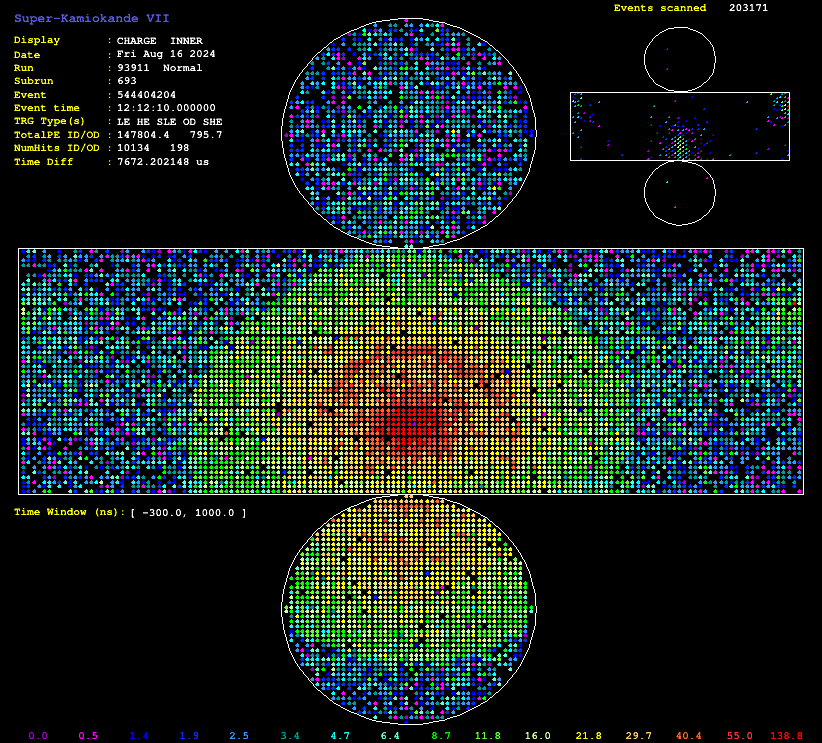 Super-Kamiokande VII
Events scanned 203171
Display : CHARGE INNER
Date : Fri Aug 16 2024
Run : 93911 Normal
Subrun : 693
Event : 544404204
Event time : 12:12:10.000000
TRG Type(s) : LE HE SLE OD SHE
TotalPE ID/OD : 147804.4 795.7
NumHits ID/OD : 10134 198
Time Diff : 7672.202148 us
Time Window (ns): [ -300.0, 1000.0 ]
0.0 0.5 1.4 1.9 2.5 3.4 4.7 6.4 8.7 11.8 16.0 21.8 29.7 40.4 55.0 138.8